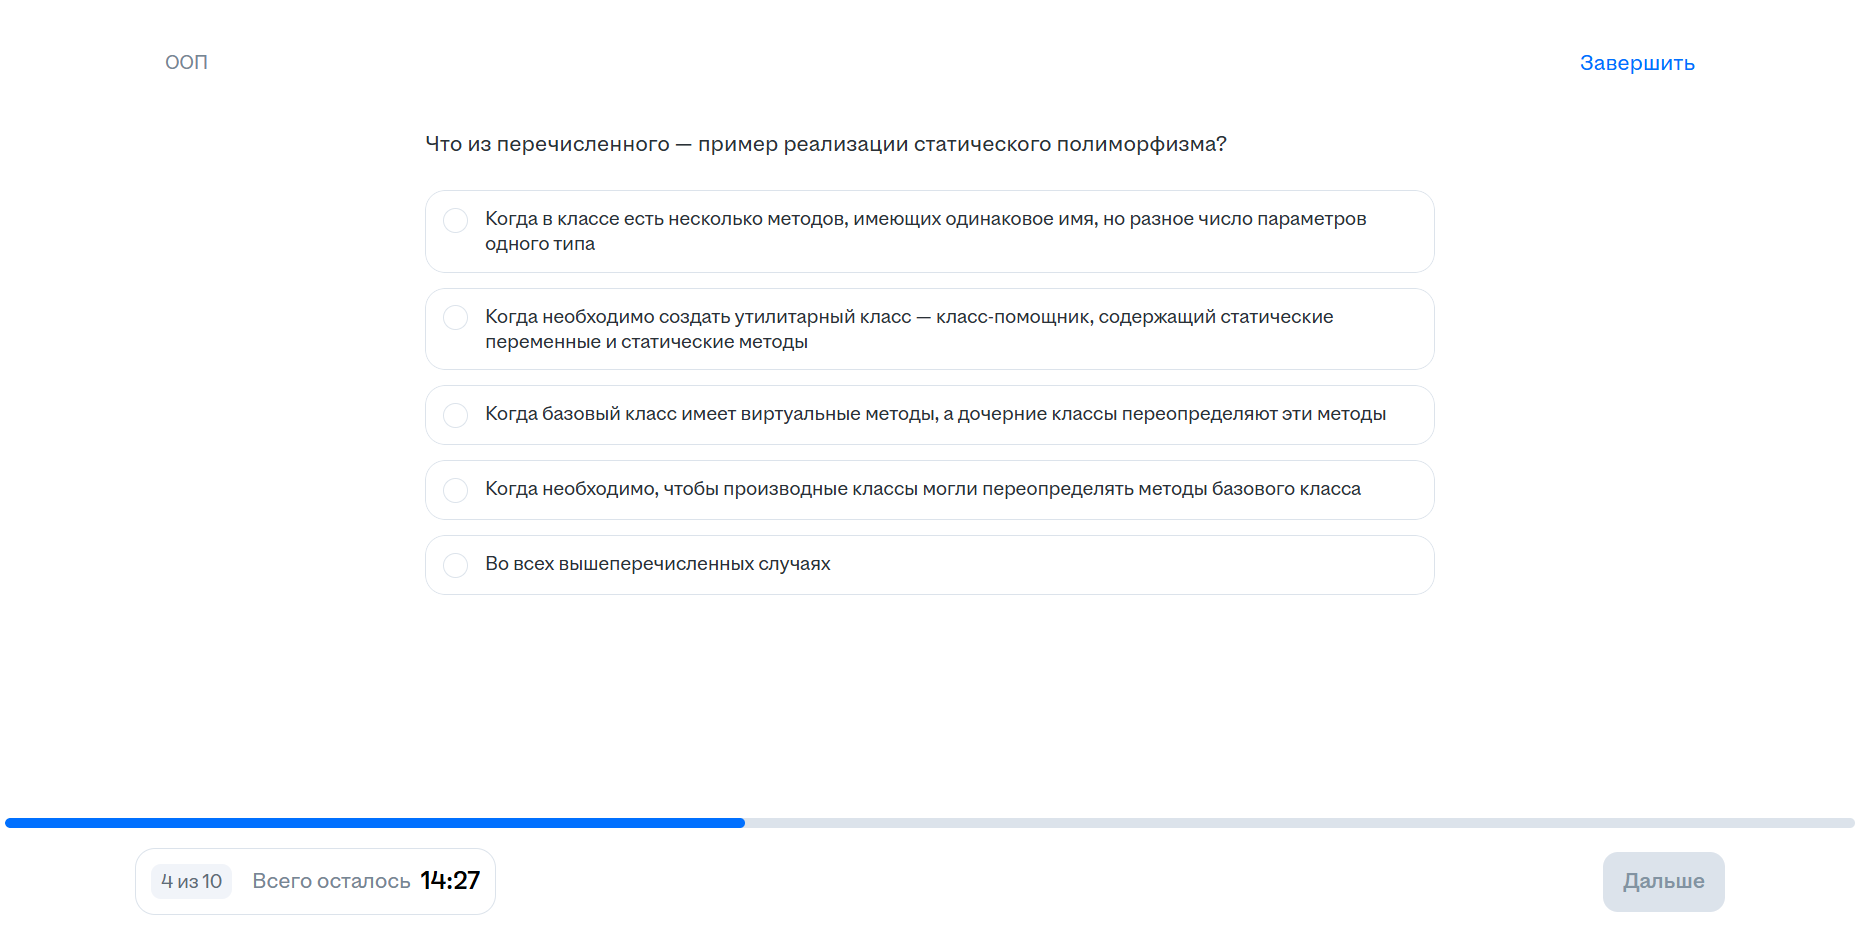 ООП
Завершить
Что из перечисленного — пример реализации статического полиморфизма?
Когда в классе есть несколько методов, имеющих одинаковое имя, но разное число параметров
одного типа
Когда необходимо создать утилитарный класс — класс-помощник, содержащий статические
переменные и статические методы
Когда базовый класс имеет виртуальные методы, а дочерние классы переопределяют эти методы
Когда необходимо, чтобы производные классы могли переопределять методы базового класса
Во всех вышеперечисленных случаях
4 из 10
Всего осталось 14:27
Дальше